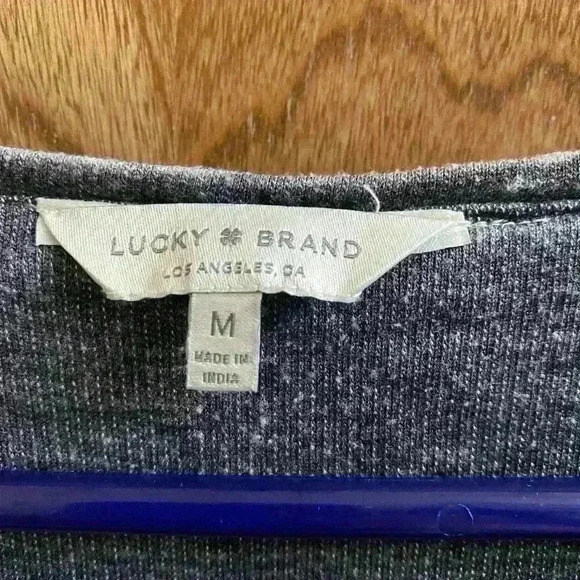 LUCKY BRAND
LOS ANGELES, CA
M
MADE IN
INDIA